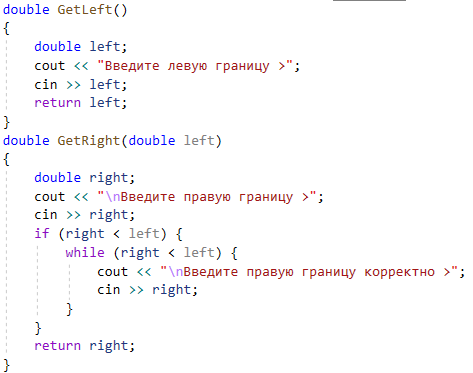 double GetLeft()
{
    double left;
    cout << "Введите левую границу >";
    cin >> left;
    return left;
}
double GetRight(double left)
{
    double right;
    cout << "\nВведите правую границу >";
    cin >> right;
    if (right < left) {
        while (right < left) {
            cout << "\nВведите правую границу корректно >";
            cin >> right;
        }
    }
    return right;
}